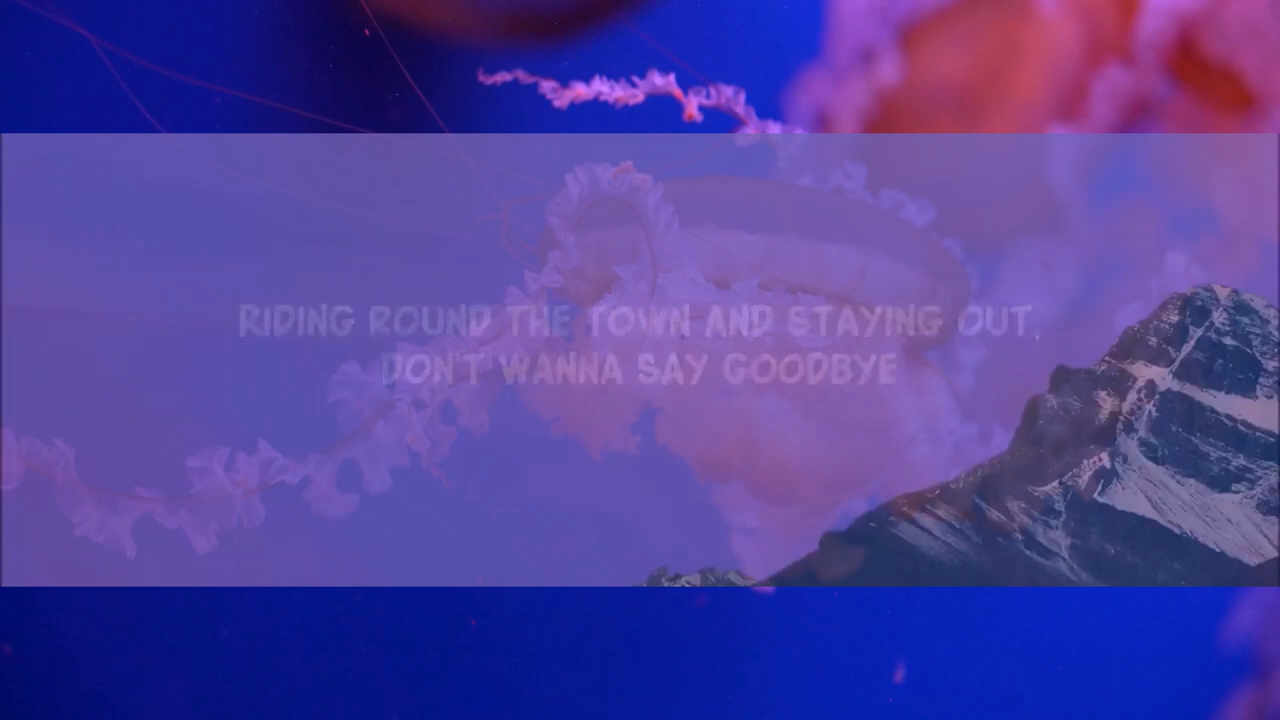 RIDING ROUND THE TOWN AND STAYING OUT,
DON'T WANNA SAY GOODBYE